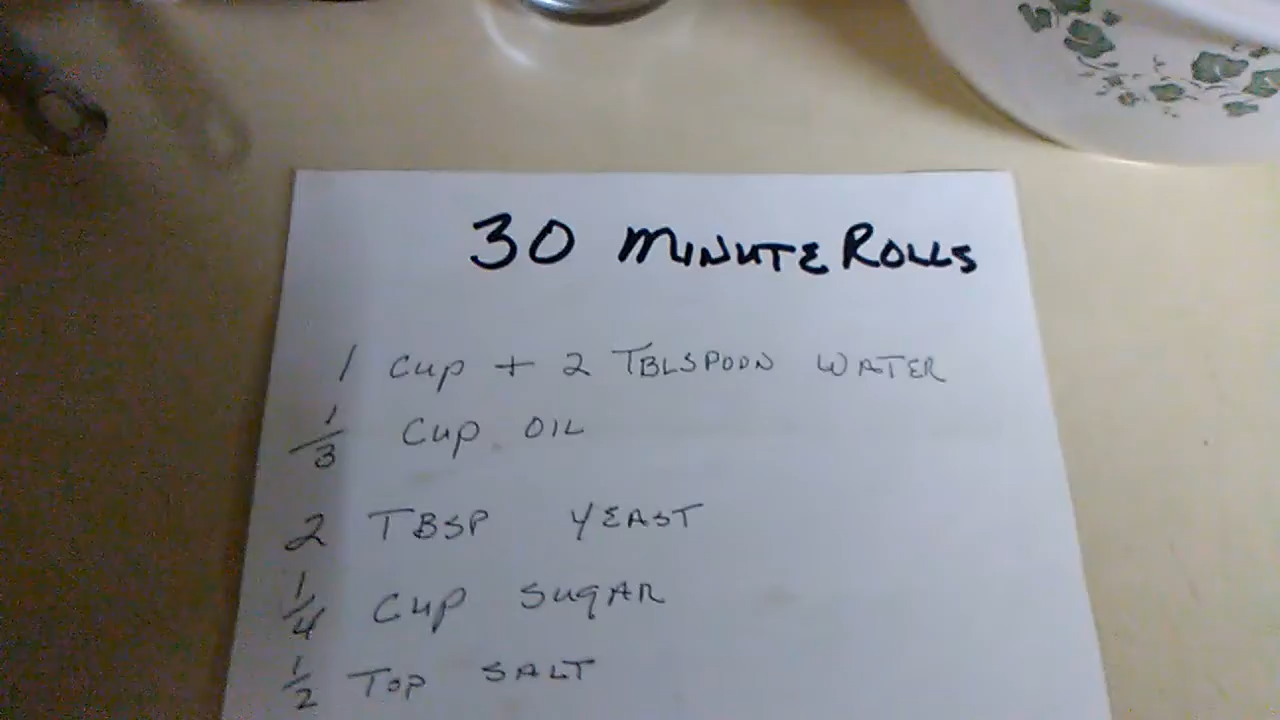 30 MINUTE ROLLS
1 CUP + 2 TBLSPOON WATER
1/3 CUP OIL
2 TBSP YEAST
1/4 CUP SUGAR
1/2 TOP SALT